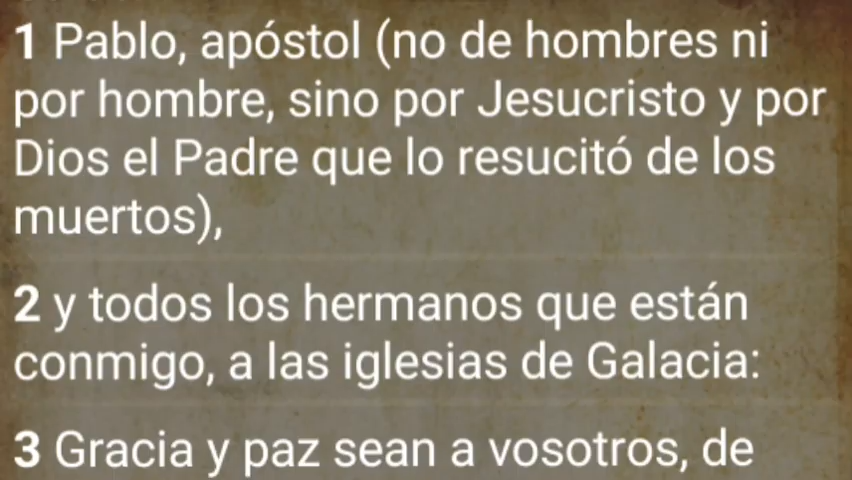 1 Pablo, apóstol (no de hombres ni
por hombre, sino por Jesucristo y por
Dios el Padre que lo resucitó de los
muertos),
2 y todos los hermanos que están
conmigo, a las iglesias de Galacia:
3 Gracia y paz sean a vosotros, de